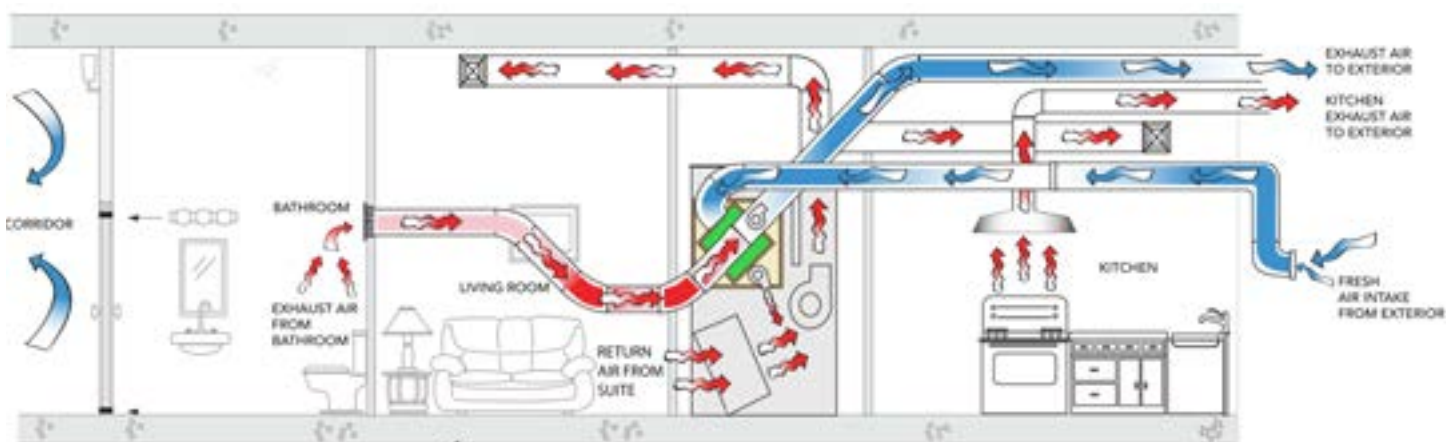 EXHAUST AIR
TO EXTERIOR
KITCHEN
EXHAUST AIR
TO EXTERIOR
BATHROOM
CORRIDOR
EXHAUST AIR
FROM
BATHROOM
LIVING ROOM
RETURN
AIR FROM
SUITE
KITCHEN
FRESH
AIR INTAKE
FROM EXTERIOR